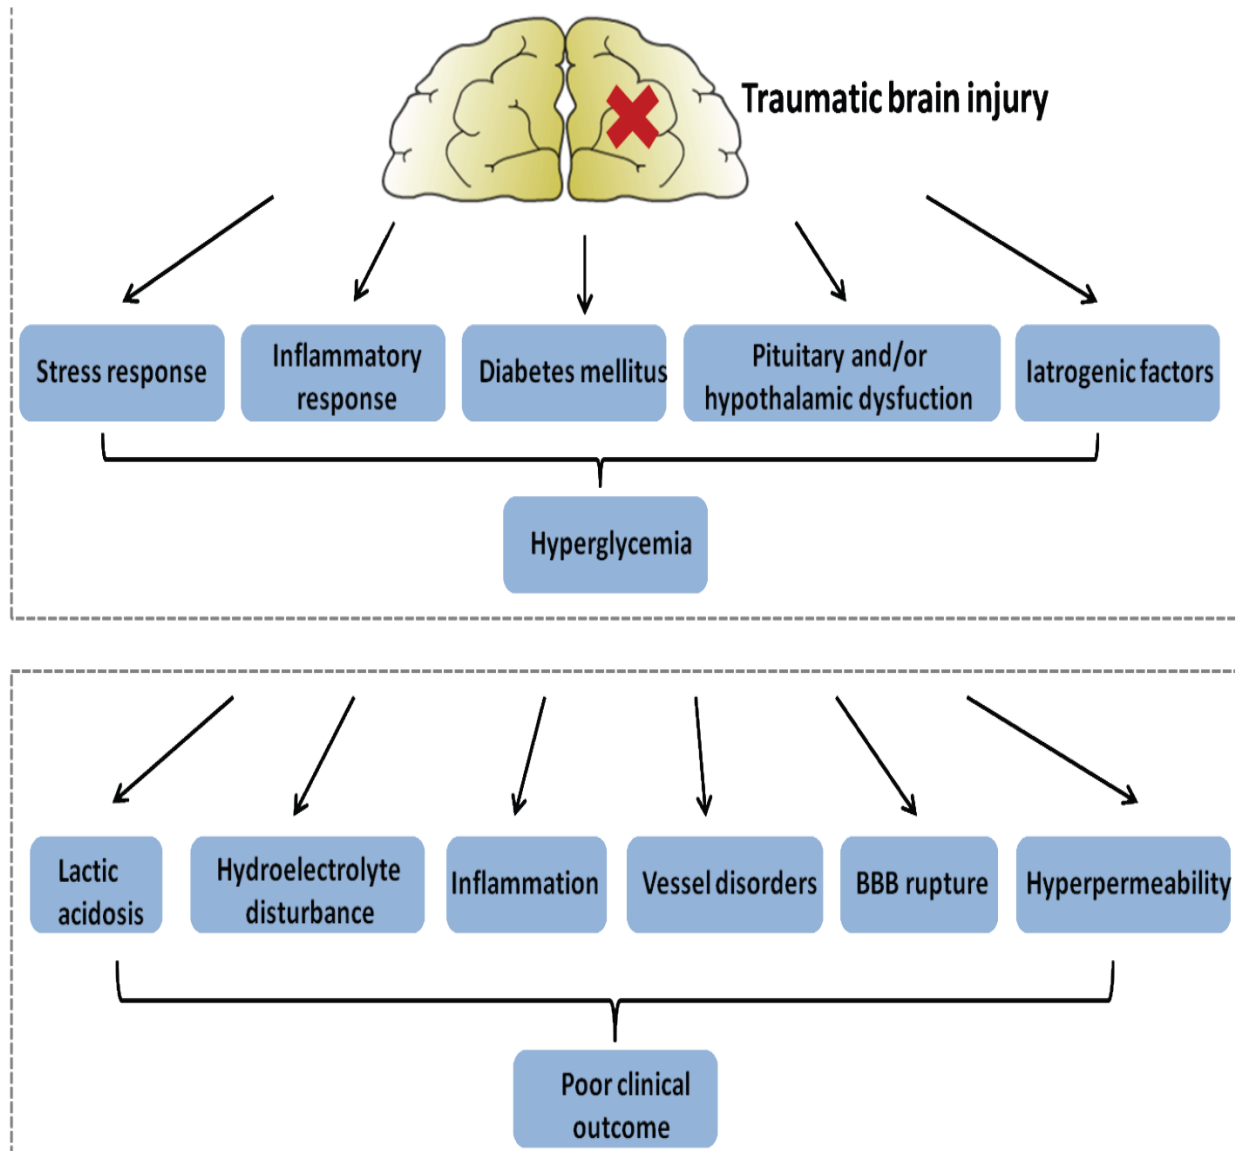 Traumatic brain injury
Stress response
Inflammatory
response
Diabetes mellitus
Pituitary and/or
hypothalamic dysfuction
Iatrogenic factors
Hyperglycemia
Lactic
acidosis
Hydroelectrolyte
disturbance
Inflammation
Vessel disorders
BBB rupture
Hyperpermeability
Poor clinical
outcome